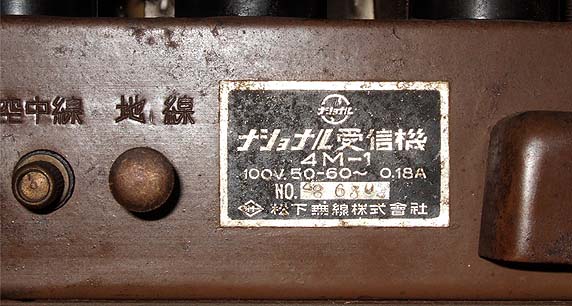 空中線 地線
ナショナル
ナショナル受信機
4M-1
100V. 50-60〜 0.18A
NO.
松下無線株式會社